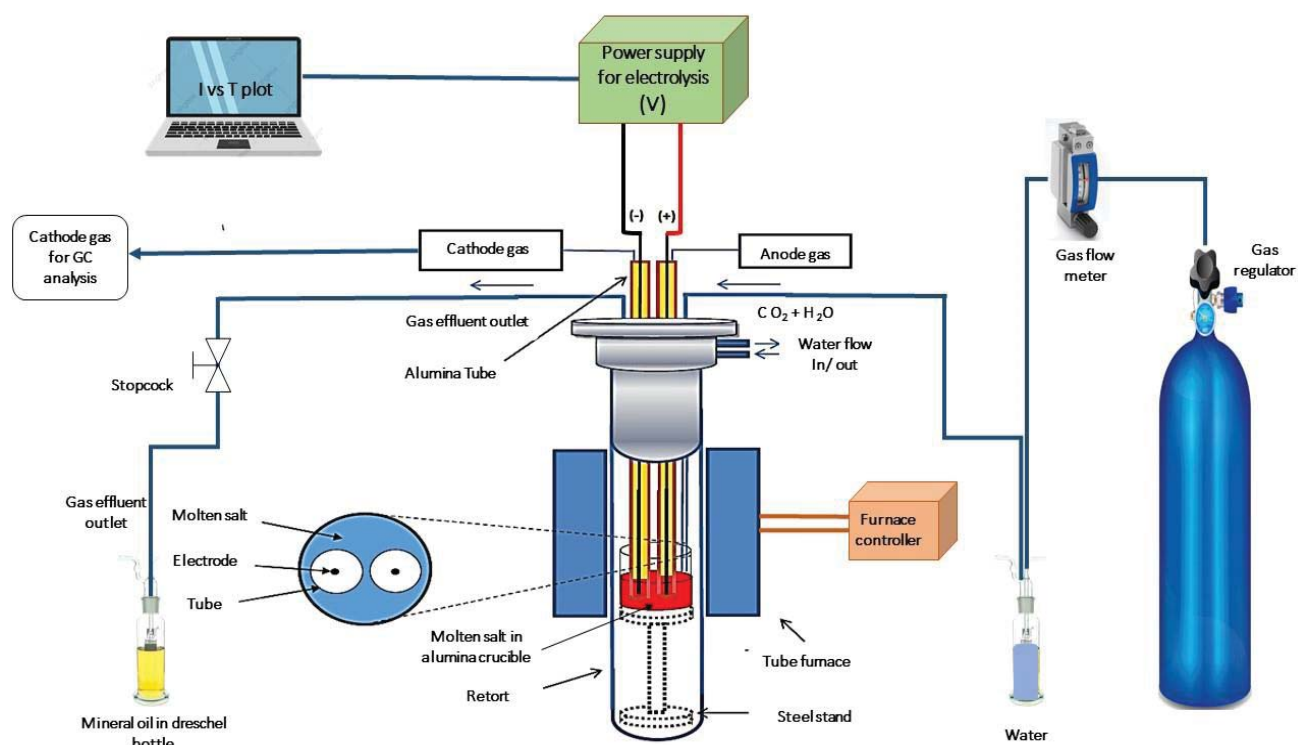 I vs T plot
Power supply
for electrolysis
(V)
(-)
(+)
Cathode gas
for GC
analysis
Cathode gas
Anode gas
Gas flow
meter
Gas
regulator
Gas effluent outlet
C O2 + H2O
Alumina Tube
Water flow
In/ out
Stopcock
Gas effluent
outlet
Molten salt
Electrode
Tube
Furnace
controller
Molten salt in
alumina crucible
Tube furnace
Retort
Steel stand
Mineral oil in dreschel
bottle
Water